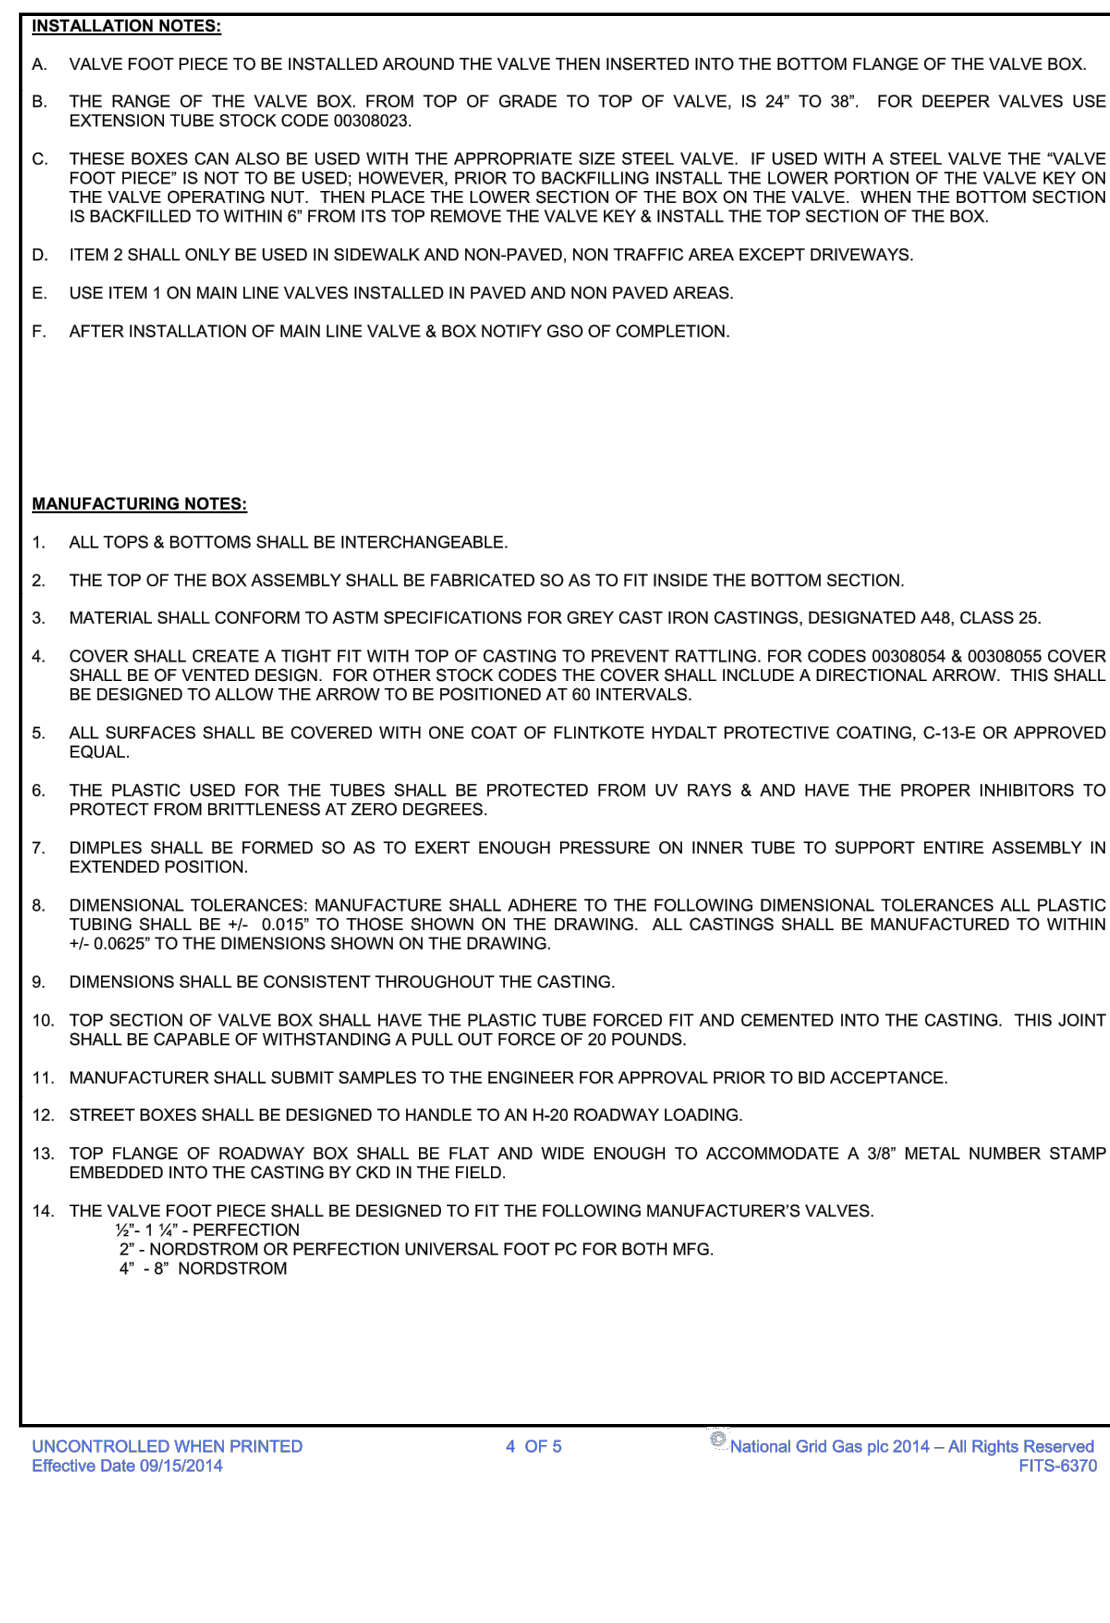 INSTALLATION NOTES:
A. VALVE FOOT PIECE TO BE INSTALLED AROUND THE VALVE THEN INSERTED INTO THE BOTTOM FLANGE OF THE VALVE BOX.
B. THE RANGE OF THE VALVE BOX. FROM TOP OF GRADE TO TOP OF VALVE, IS 24” TO 38”. FOR DEEPER VALVES USE
EXTENSION TUBE STOCK CODE 00308023.
C. THESE BOXES CAN ALSO BE USED WITH THE APPROPRIATE SIZE STEEL VALVE. IF USED WITH A STEEL VALVE THE “VALVE
FOOT PIECE” IS NOT TO BE USED; HOWEVER, PRIOR TO BACKFILLING INSTALL THE LOWER PORTION OF THE VALVE KEY ON
THE VALVE OPERATING NUT. THEN PLACE THE LOWER SECTION OF THE BOX ON THE VALVE. WHEN THE BOTTOM SECTION
IS BACKFILLED TO WITHIN 6” FROM ITS TOP REMOVE THE VALVE KEY & INSTALL THE TOP SECTION OF THE BOX.
D. ITEM 2 SHALL ONLY BE USED IN SIDEWALK AND NON-PAVED, NON TRAFFIC AREA EXCEPT DRIVEWAYS.
E. USE ITEM 1 ON MAIN LINE VALVES INSTALLED IN PAVED AND NON PAVED AREAS.
F. AFTER INSTALLATION OF MAIN LINE VALVE & BOX NOTIFY GSO OF COMPLETION.
MANUFACTURING NOTES:
1. ALL TOPS & BOTTOMS SHALL BE INTERCHANGEABLE.
2. THE TOP OF THE BOX ASSEMBLY SHALL BE FABRICATED SO AS TO FIT INSIDE THE BOTTOM SECTION.
3. MATERIAL SHALL CONFORM TO ASTM SPECIFICATIONS FOR GREY CAST IRON CASTINGS, DESIGNATED A48, CLASS 25.
4. COVER SHALL CREATE A TIGHT FIT WITH TOP OF CASTING TO PREVENT RATTLING. FOR CODES 00308054 & 00308055 COVER
SHALL BE OF VENTED DESIGN. FOR OTHER STOCK CODES THE COVER SHALL INCLUDE A DIRECTIONAL ARROW. THIS SHALL
BE DESIGNED TO ALLOW THE ARROW TO BE POSITIONED AT 60 INTERVALS.
5. ALL SURFACES SHALL BE COVERED WITH ONE COAT OF FLINTKOTE HYDALT PROTECTIVE COATING, C-13-E OR APPROVED
EQUAL.
6. THE PLASTIC USED FOR THE TUBES SHALL BE PROTECTED FROM UV RAYS & AND HAVE THE PROPER INHIBITORS TO
PROTECT FROM BRITTLENESS AT ZERO DEGREES.
7. DIMPLES SHALL BE FORMED SO AS TO EXERT ENOUGH PRESSURE ON INNER TUBE TO SUPPORT ENTIRE ASSEMBLY IN
EXTENDED POSITION.
8. DIMENSIONAL TOLERANCES: MANUFACTURE SHALL ADHERE TO THE FOLLOWING DIMENSIONAL TOLERANCES ALL PLASTIC
TUBING SHALL BE +/- 0.015” TO THOSE SHOWN ON THE DRAWING. ALL CASTINGS SHALL BE MANUFACTURED TO WITHIN
+/- 0.0625” TO THE DIMENSIONS SHOWN ON THE DRAWING.
9. DIMENSIONS SHALL BE CONSISTENT THROUGHOUT THE CASTING.
10. TOP SECTION OF VALVE BOX SHALL HAVE THE PLASTIC TUBE FORCED FIT AND CEMENTED INTO THE CASTING. THIS JOINT
SHALL BE CAPABLE OF WITHSTANDING A PULL OUT FORCE OF 20 POUNDS.
11. MANUFACTURER SHALL SUBMIT SAMPLES TO THE ENGINEER FOR APPROVAL PRIOR TO BID ACCEPTANCE.
12. STREET BOXES SHALL BE DESIGNED TO HANDLE TO AN H-20 ROADWAY LOADING.
13. TOP FLANGE OF ROADWAY BOX SHALL BE FLAT AND WIDE ENOUGH TO ACCOMMODATE A 3/8” METAL NUMBER STAMP
EMBEDDED INTO THE CASTING BY CKD IN THE FIELD.
14. THE VALVE FOOT PIECE SHALL BE DESIGNED TO FIT THE FOLLOWING MANUFACTURER’S VALVES.
½”- 1 ¼” - PERFECTION
2” - NORDSTROM OR PERFECTION UNIVERSAL FOOT PC FOR BOTH MFG.
4” - 8” NORDSTROM
UNCONTROLLED WHEN PRINTED 4 OF 5 © National Grid Gas plc 2014 – All Rights Reserved
Effective Date 09/15/2014 FITS-6370